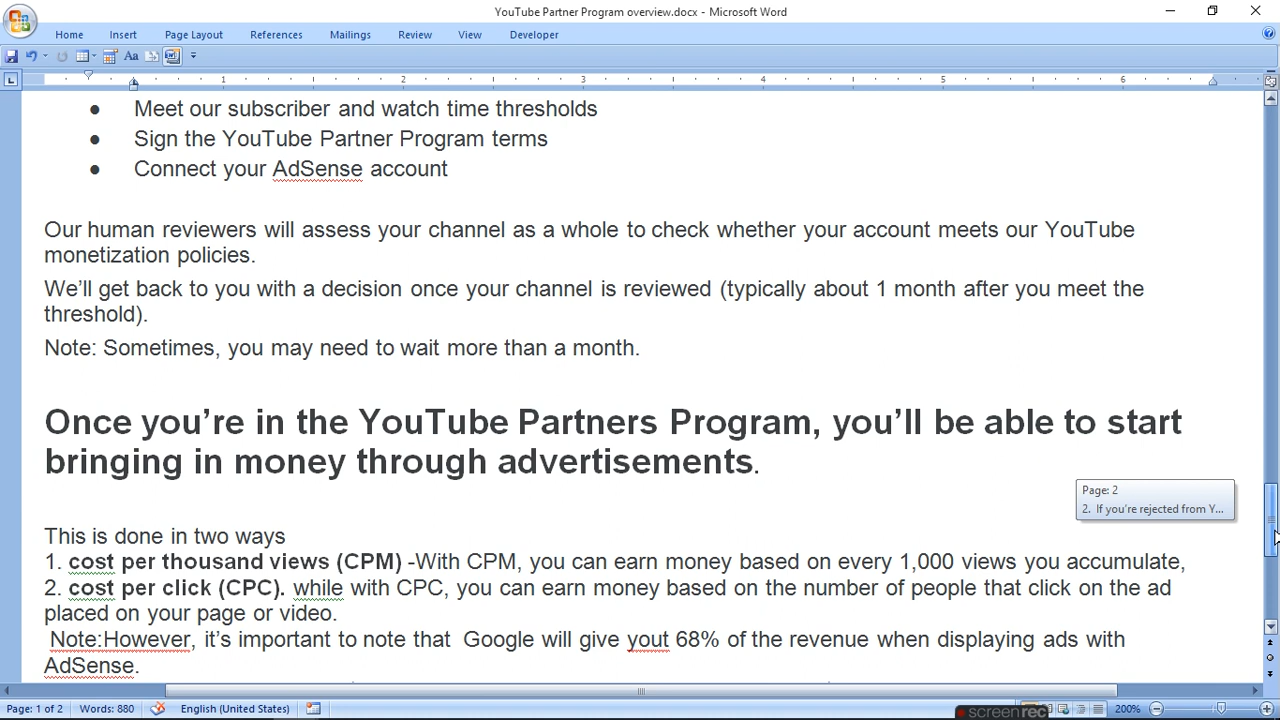 YouTube Partner Program overview.docx - Microsoft Word
Home Insert Page Layout References Mailings Review View Developer
Aa
1 2 3 4 5 6
● Meet our subscriber and watch time thresholds
● Sign the YouTube Partner Program terms
● Connect your AdSense account
Our human reviewers will assess your channel as a whole to check whether your account meets our YouTube
monetization policies.
We’ll get back to you with a decision once your channel is reviewed (typically about 1 month after you meet the
threshold).
Note: Sometimes, you may need to wait more than a month.
Once you’re in the YouTube Partners Program, you’ll be able to start
bringing in money through advertisements.
Page: 2
2. If you're rejected from Y...
This is done in two ways
1. cost per thousand views (CPM) -With CPM, you can earn money based on every 1,000 views you accumulate,
2. cost per click (CPC). while with CPC, you can earn money based on the number of people that click on the ad
placed on your page or video.
Note:However, it’s important to note that Google will give yout 68% of the revenue when displaying ads with
AdSense.
Page: 1 of 2 Words: 880 English (United States) 200%
screenrec